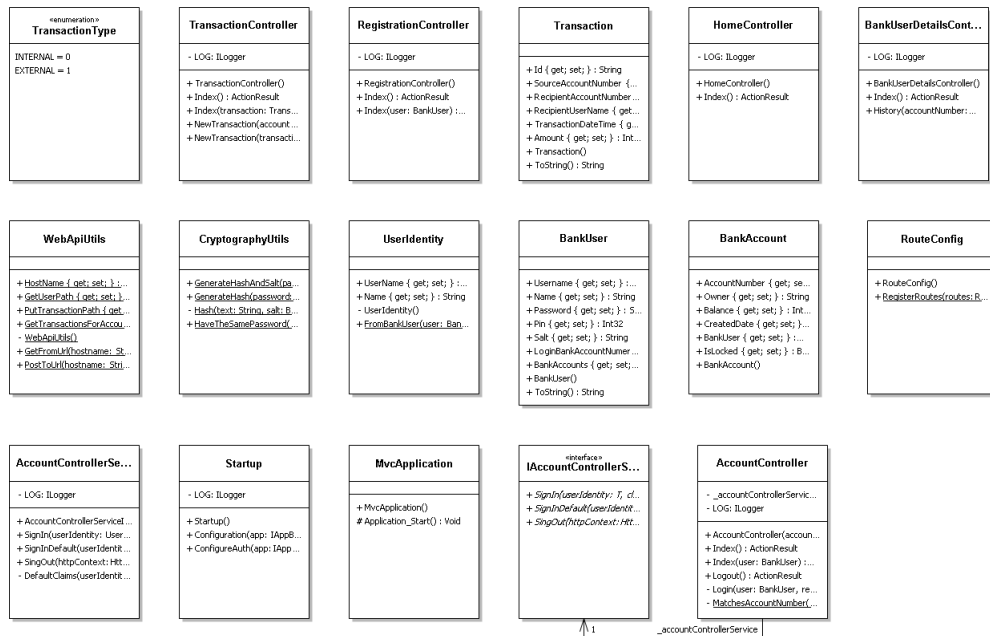 «enumeration»
TransactionType
INTERNAL = 0
EXTERNAL = 1
TransactionController
- LOG: ILogger
+ TransactionController()
+ Index() : ActionResult
+ Index(transaction: Trans...
+ NewTransaction(account...
+ NewTransaction(transacti...
RegistrationController
- LOG: ILogger
+ RegistrationController()
+ Index() : ActionResult
+ Index(user: BankUser) :...
Transaction
+ Id { get; set; } : String
+ SourceAccountNumber {...
+ RecipientAccountNumber...
+ RecipientUserName { get...
+ TransactionDateTime { g...
+ Amount { get; set; } : Int...
+ Transaction()
+ ToString() : String
HomeController
- LOG: ILogger
+ HomeController()
+ Index() : ActionResult
BankUserDetailsCont...
- LOG: ILogger
+ BankUserDetailsController()
+ Index() : ActionResult
+ History(accountNumber:...
WebApiUtils
+ HostName { get; set; } :...
+ GetUserPath { get; set; }...
+ PutTransactionPath { get...
+ GetTransactionsForAccou...
- WebApiUtils()
+ GetFromUrl(hostname: St...
+ PostToUrl(hostname: Stri...
CryptographyUtils
+ GenerateHashAndSalt(pa...
+ GenerateHash(password:...
- Hash(text: String, salt: B...
+ HaveTheSamePassword(...
UserIdentity
+ UserName { get; set; } :...
+ Name { get; set; } : String
- UserIdentity()
+ FromBankUser(user: Ban...
BankUser
+ Username { get; set; } :...
+ Name { get; set; } : String
+ Password { get; set; } : S...
+ Pin { get; set; } : Int32
+ Salt { get; set; } : String
+ LoginBankAccountNumer...
+ BankAccounts { get; set;...
+ BankUser()
+ ToString() : String
BankAccount
+ AccountNumber { get; se...
+ Owner { get; set; } : String
+ Balance { get; set; } : Int...
+ CreatedDate { get; set; }...
+ BankUser { get; set; } :...
+ IsLocked { get; set; } : B...
+ BankAccount()
RouteConfig
+ RouteConfig()
+ RegisterRoutes(routes: R...
AccountControllerSe...
- LOG: ILogger
+ AccountControllerServiceI...
+ SignIn(userIdentity: User...
+ SignInDefault(userIdentit...
+ SingOut(httpContext: Htt...
- DefaultClaims(userIdentit...
Startup
- LOG: ILogger
+ Startup()
+ Configuration(app: IAppB...
+ ConfigureAuth(app: IApp...
MvcApplication
+ MvcApplication()
# Application_Start() : Void
«interface»
IAccountControllerS...
+ SignIn(userIdentity: T, cl...
+ SignInDefault(userIdentit...
+ SingOut(httpContext: Htt...
AccountController
- _accountControllerServic...
- LOG: ILogger
+ AccountController(accoun...
+ Index() : ActionResult
+ Index(user: BankUser) :...
+ Logout() : ActionResult
- Login(user: BankUser, re...
- MatchesAccountNumber(...
1
_accountControllerService